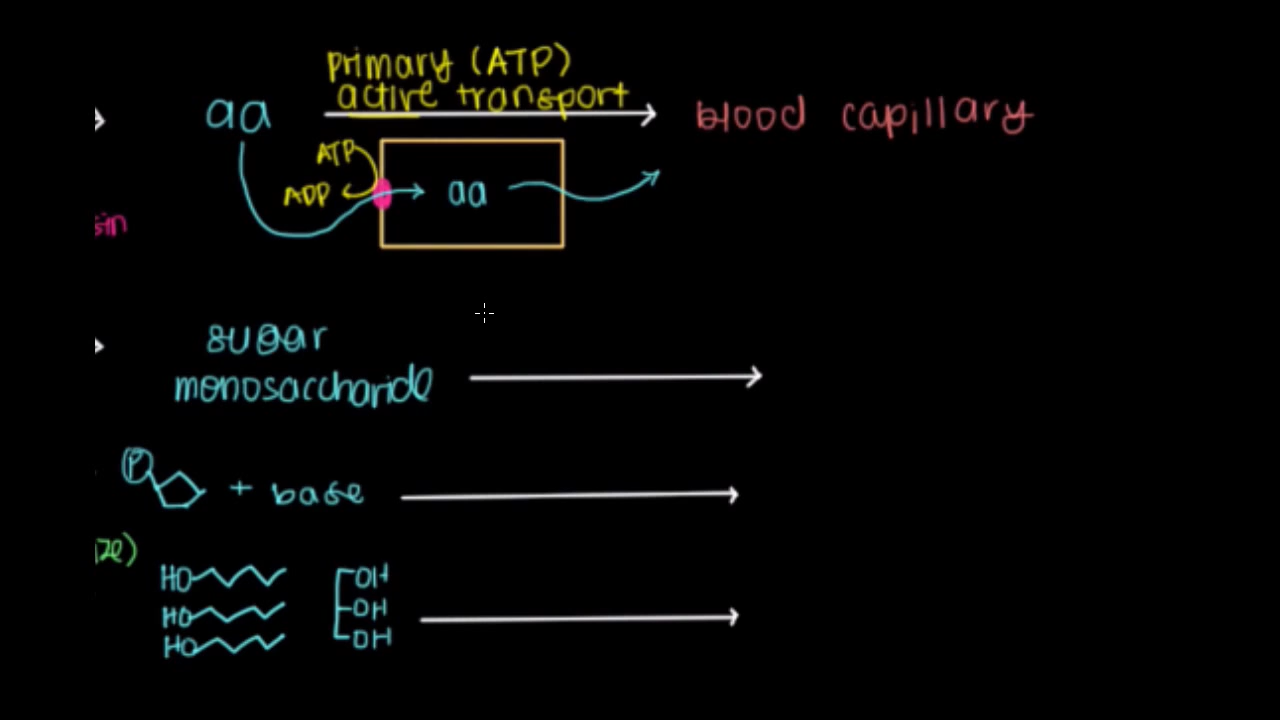 primary (ATP)
active transport
aa
blood capillary
ATP
ADP
aa
sin
sugar
monosaccharide
P
+ base
ze)
HO
OH
HO
OH
HO
OH